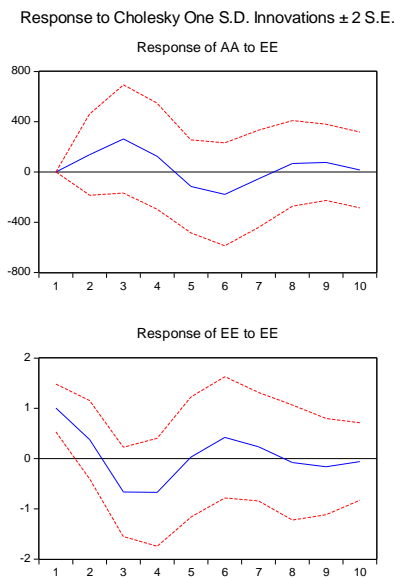 Response to Cholesky One S.D. Innovations ± 2 S.E.
Response of AA to EE
800
400
0
-400
-800
1 2 3 4 5 6 7 8 9 10
Response of EE to EE
2
1
0
-1
-2
1 2 3 4 5 6 7 8 9 10